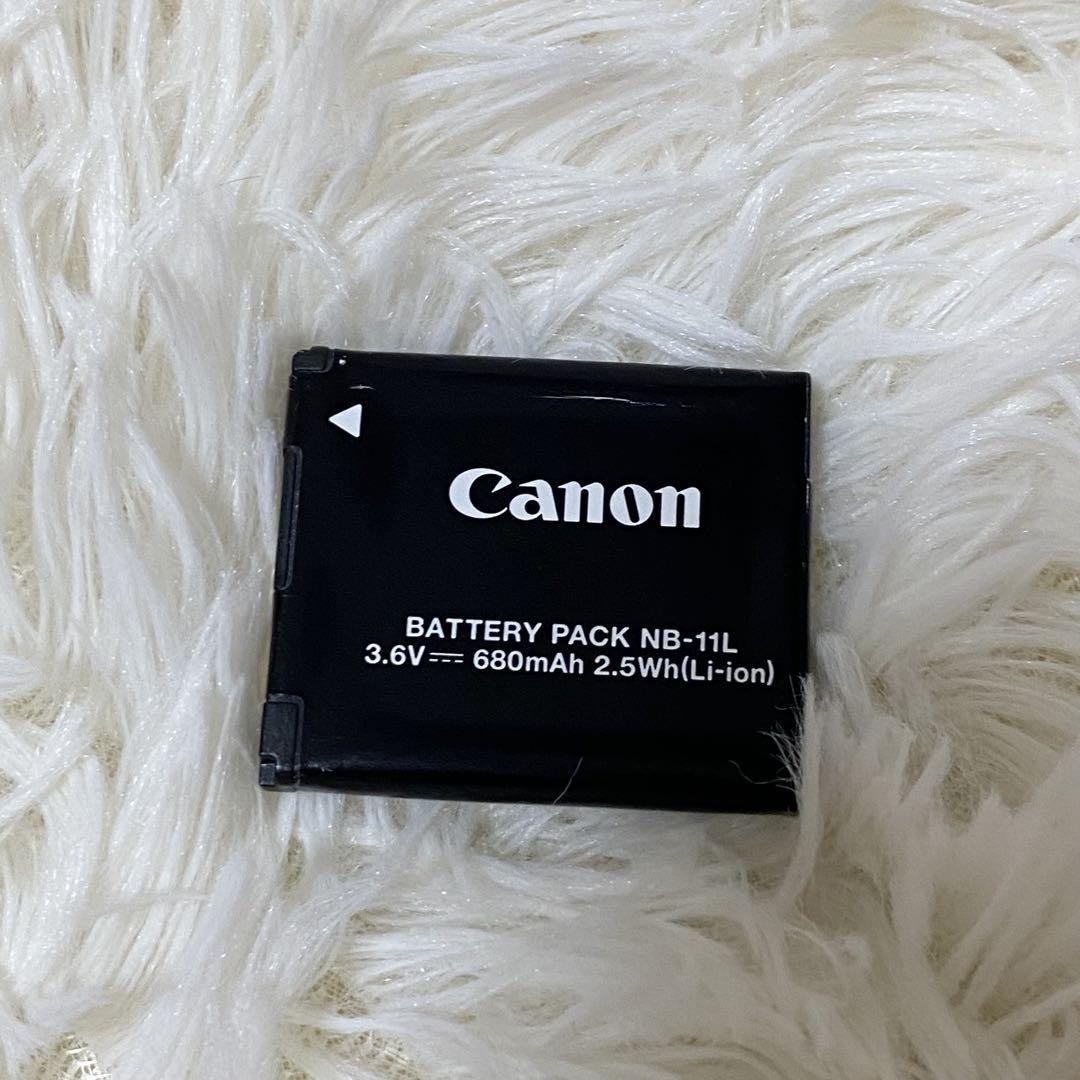 Canon
BATTERY PACK NB-11L
3.6V⎓ 680mAh 2.5Wh(Li-ion)